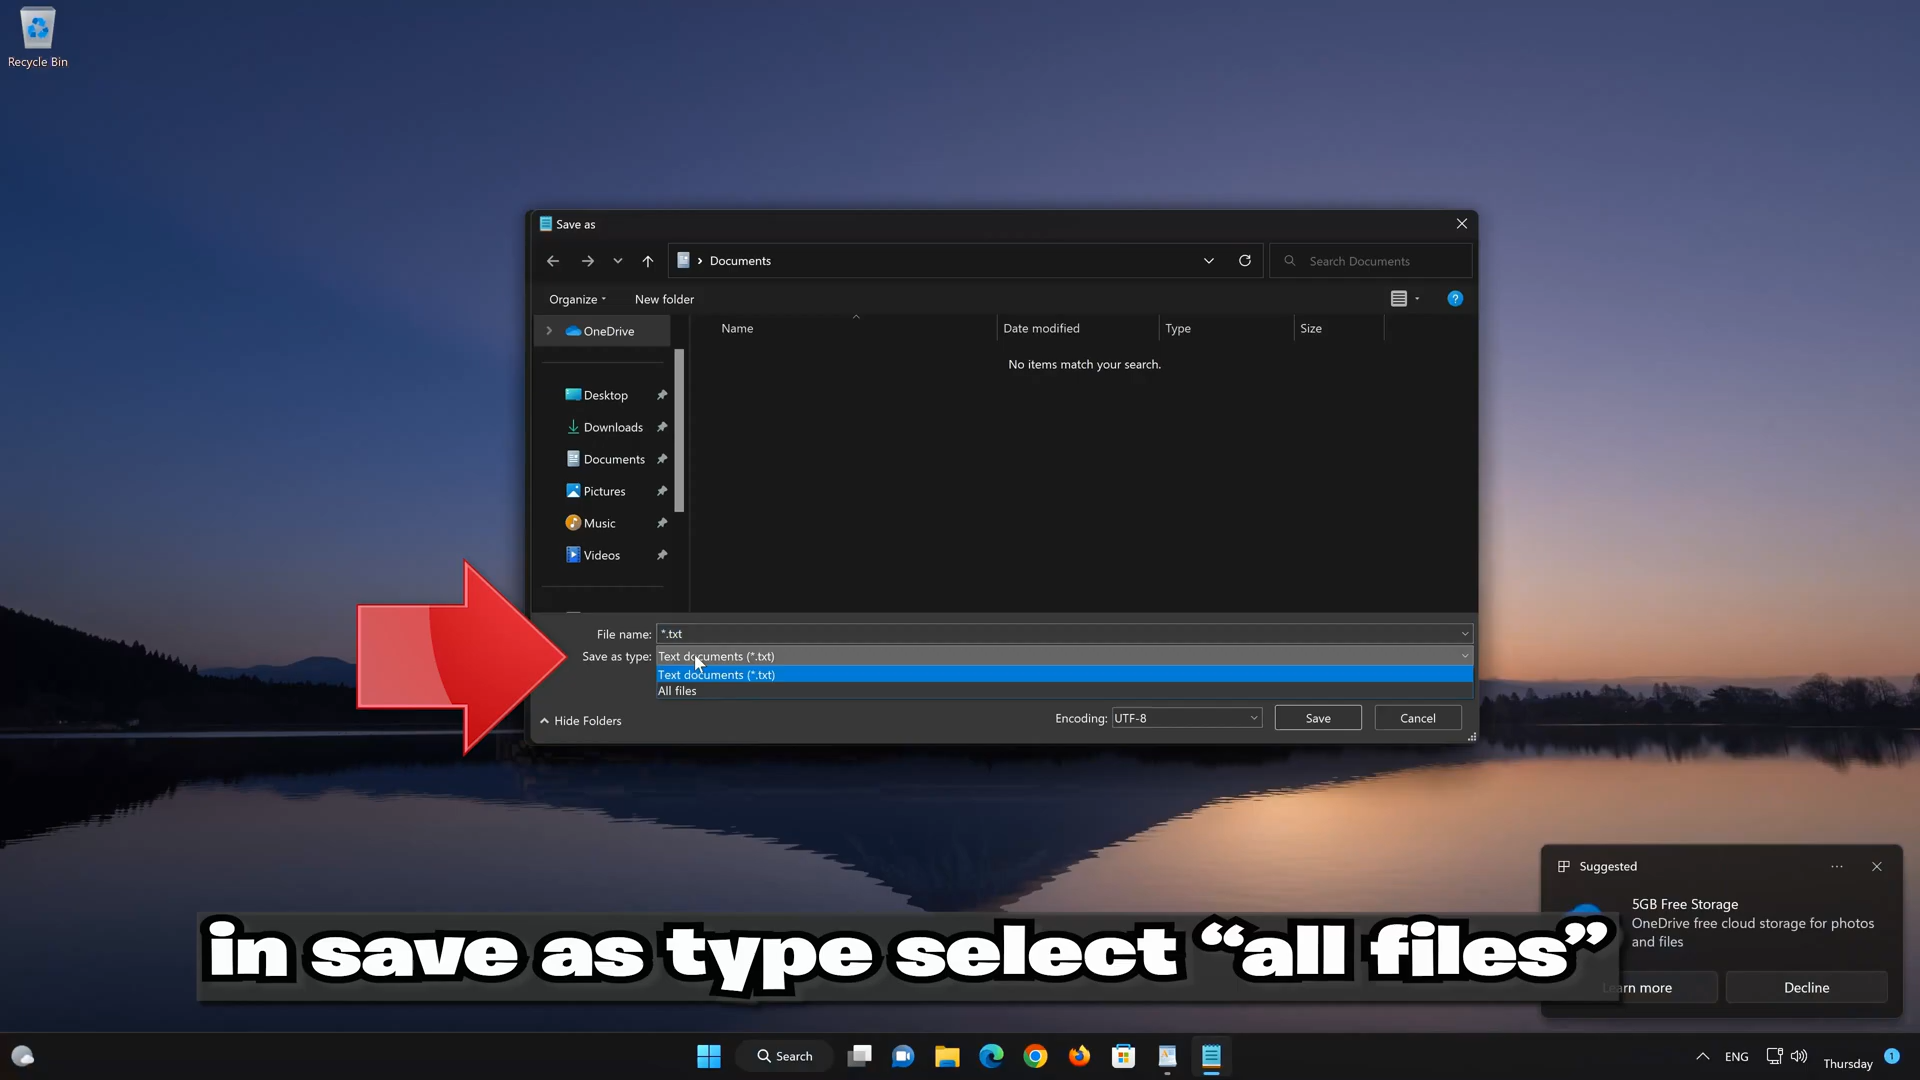 Recycle Bin
Save as
Documents
Search Documents
Organize
New folder
OneDrive
Name
Date modified
Type
Size
No items match your search.
Desktop
Downloads
Documents
Pictures
Music
Videos
File name:
*.txt
Save as type:
Text documents (*.txt)
Text documents (*.txt)
All files
Hide Folders
Encoding:
UTF-8
Save
Cancel
Suggested
5GB Free Storage
OneDrive free cloud storage for photos
and files
more
Decline
in save as type select “all files”
Search
ENG
Thursday
1